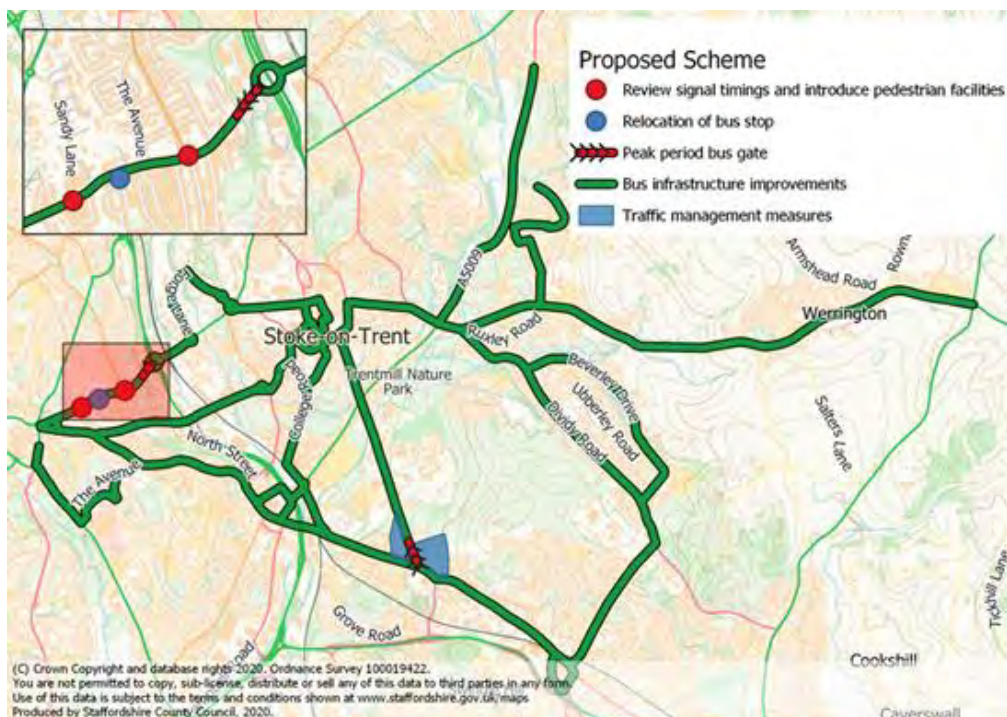 Proposed Scheme
Review signal timings and introduce pedestrian facilities
Relocation of bus stop
Peak period bus gate
Bus infrastructure improvements
Traffic management measures
Sandy Lane
The Avenue
A5009
Armshead Road
Werrington
Stoke-on-Trent
Ruxley Road
Trentmill Nature
Park
Beverley Drive
Ubberley Road
Dividy Road
Salters Lane
College Road
North Street
The Avenue
Grove Road
Tickhill Lane
Cookshill
Caverswall
(C) Crown Copyright and database rights 2020. Ordnance Survey 100019422.
You are not permitted to copy, sub-license, distribute or sell any of this data to third parties in any form.
Use of this data is subject to the terms and conditions shown at www.staffordshire.gov.uk/maps
Produced by Staffordshire County Council, 2020.